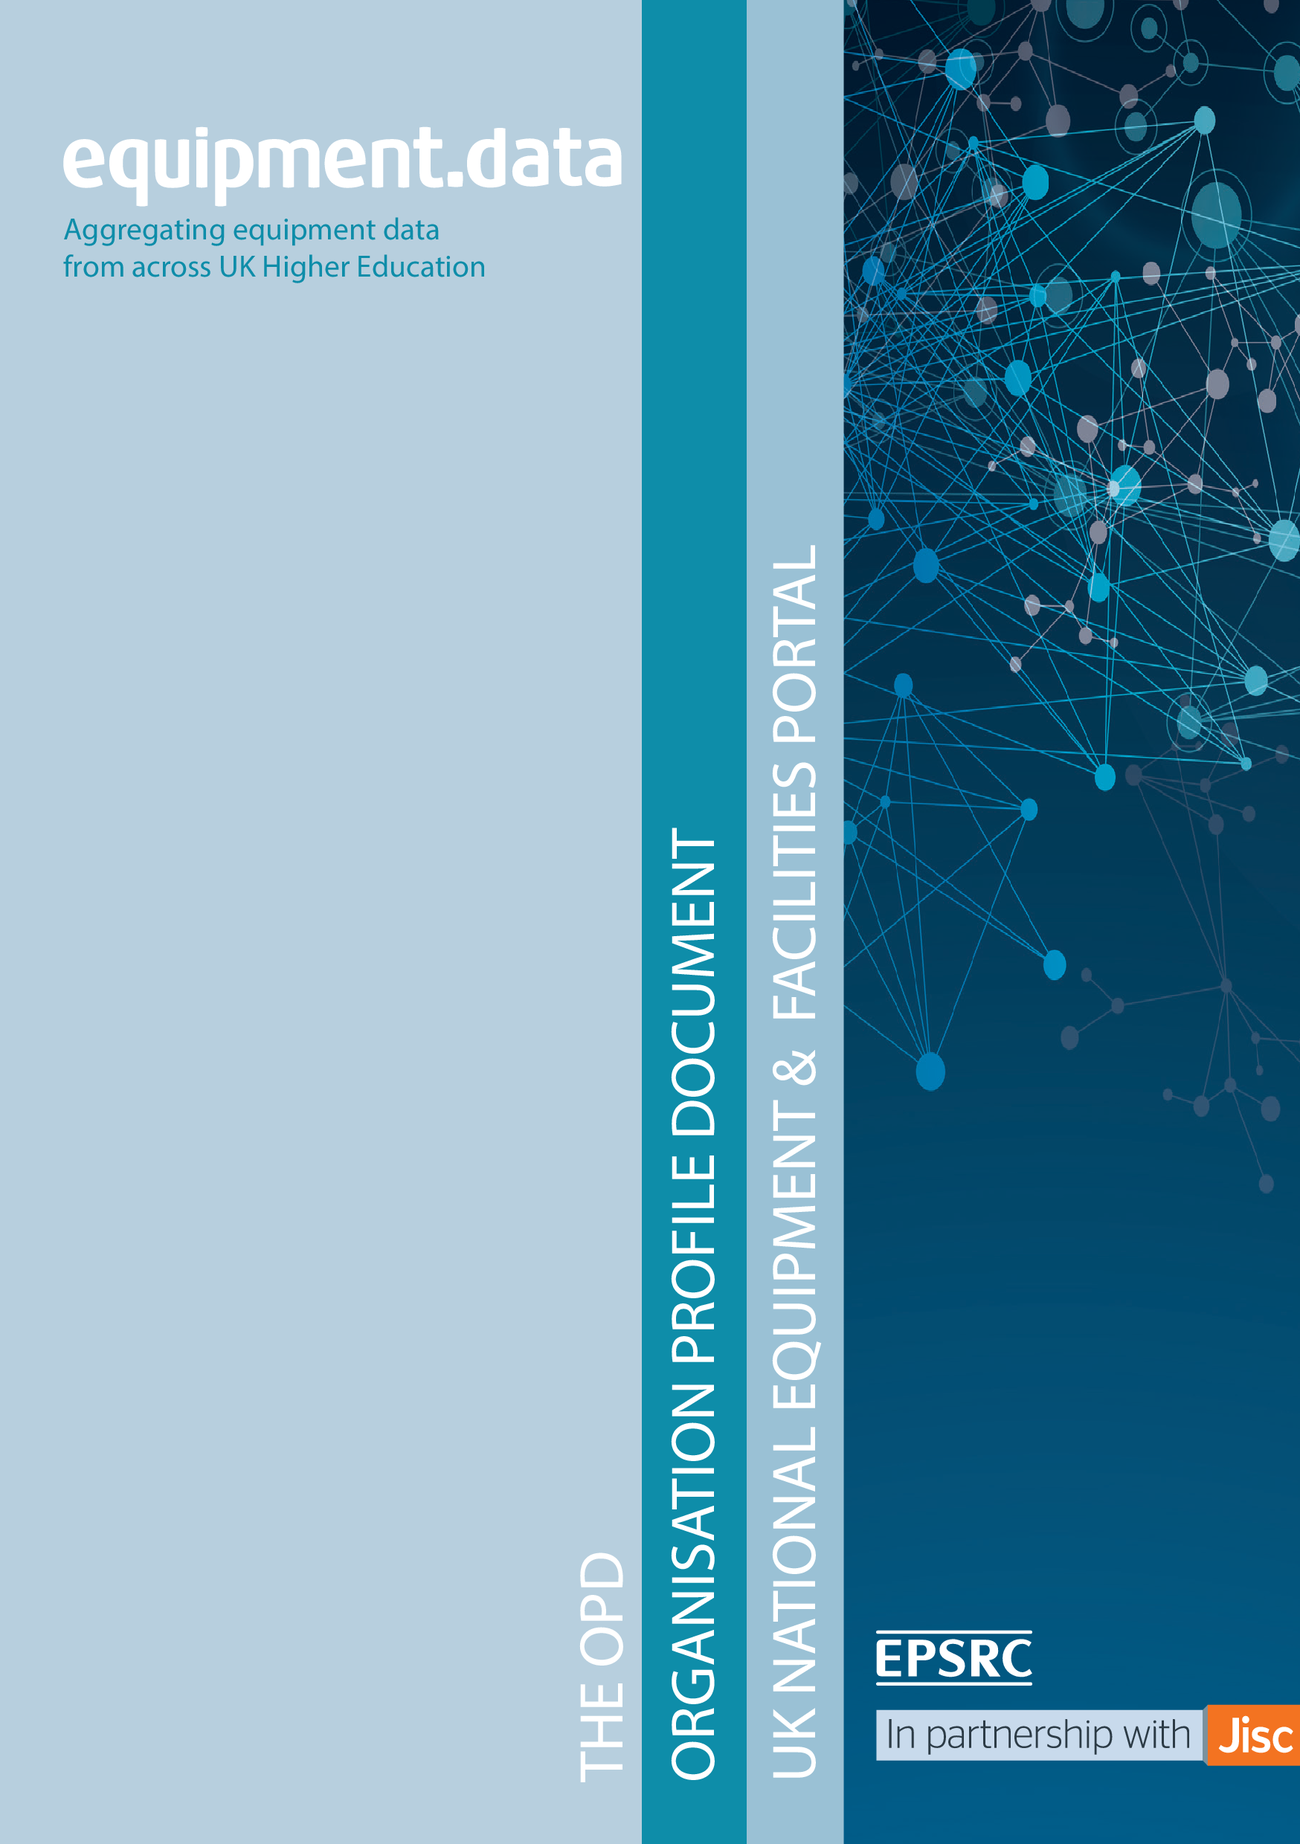 equipment.data
Aggregating equipment data
from across UK Higher Education
THE OPD
ORGANISATION PROFILE DOCUMENT
UK NATIONAL EQUIPMENT & FACILITIES PORTAL
EPSRC
In partnership with Jisc